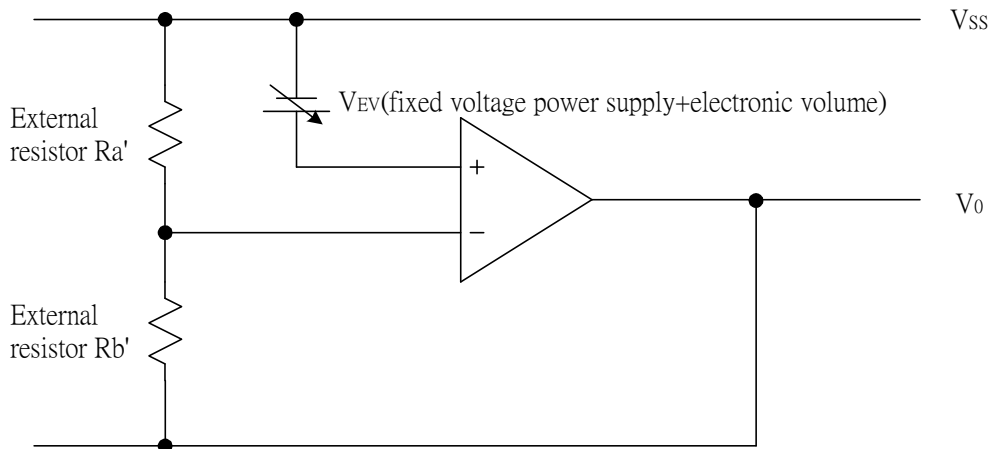 VSS
VEV(fixed voltage power supply+electronic volume)
External
resistor Ra'
+
V0
−
External
resistor Rb'